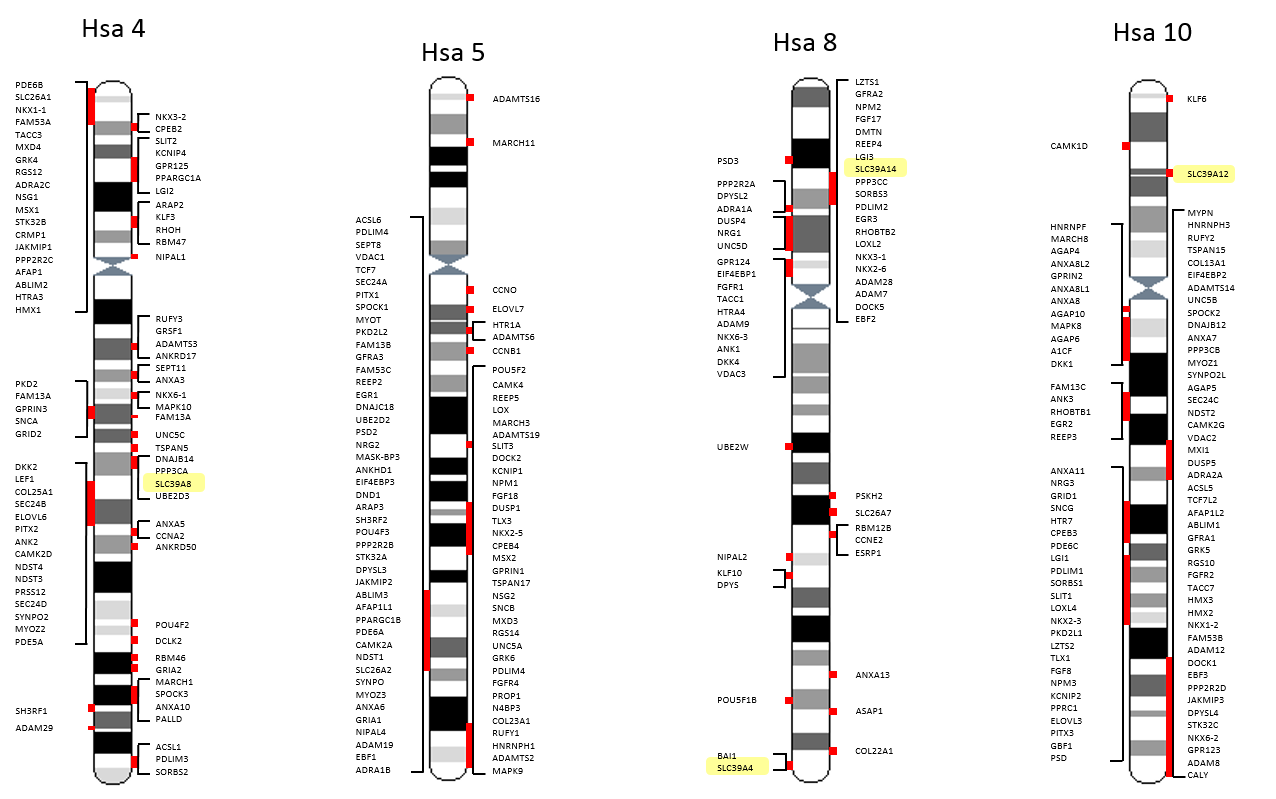 Hsa 4
PDE6B
SLC26A1
NKX1-1
FAM53A
TACC3
MXD4
GRK4
RGS12
ADRA2C
NSG1
MSX1
STK32B
CRMP1
JAKMIP1
PPP2R2C
AFAP1
ABLIM2
HTRA3
HMX1
PKD2
FAM13A
GPRIN3
SNCA
GRID2
DKK2
LEF1
COL25A1
SEC24B
ELOVL6
PITX2
ANK2
CAMK2D
NDST4
NDST3
PRSS12
SEC24D
SYNPO2
MYOZ2
PDE5A
SH3RF1
ADAM29
NKX3-2
CPEB2
SLIT2
KCNIP4
GPR125
PPARGC1A
LGI2
ARAP2
KLF3
RHOH
RBM47
NIPAL1
RUFY3
GRSF1
ADAMTS3
ANKRD17
SEPT11
ANXA3
NKX6-1
MAPK10
FAM13A
UNC5C
TSPAN5
DNAJB14
PPP3CA
SLC39A8
UBE2D3
ANXA5
CCNA2
ANKRD50
POU4F2
DCLK2
RBM46
GRIA2
MARCH1
SPOCK3
ANXA10
PALLD
ACSL1
PDLIM3
SORBS2
Hsa 5
ACSL6
PDLIM4
SEPT8
VDAC1
TCF7
SEC24A
PITX1
SPOCK1
MYOT
PKD2L2
FAM13B
GFRA3
FAM53C
REEP2
EGR1
DNAJC18
UBE2D2
PSD2
NRG2
MASK-BP3
ANKHD1
EIF4EBP3
DND1
ARAP3
SH3RF2
POU4F3
PPP2R2B
STK32A
DPYSL3
JAKMIP2
ABLIM3
AFAP1L1
PPARGC1B
PDE6A
CAMK2A
NDST1
SLC26A2
SYNPO
MYOZ3
ANXA6
GRIA1
NIPAL4
ADAM19
EBF1
ADRA1B
ADAMTS16
MARCH11
CCNO
ELOVL7
HTR1A
ADAMTS6
CCNB1
POU5F2
CAMK4
REEP5
LOX
MARCH3
ADAMTS19
SLIT3
DOCK2
KCNIP1
NPM1
FGF18
DUSP1
TLX3
NKX2-5
CPEB4
MSX2
GPRIN1
TSPAN17
NSG2
SNCB
MXD3
RGS14
UNC5A
GRK6
PDLIM4
FGFR4
PROP1
N4BP3
COL23A1
RUFY1
HNRNPH1
ADAMTS2
MAPK9
Hsa 8
PSD3
PPP2R2A
DPYSL2
ADRA1A
DUSP4
NRG1
UNC5D
GPR124
EIF4EBP1
FGFR1
TACC1
HTRA4
ADAM9
NKX6-3
ANK1
DKK4
VDAC3
UBE2W
NIPAL2
KLF10
DPYS
POU5F1B
BAI1
SLC39A4
LZTS1
GFRA2
NPM2
FGF17
DMTN
REEP4
LGI3
SLC39A14
PPP3CC
SORBS3
PDLIM2
EGR3
RHOBTB2
LOXL2
NKX3-1
NKX2-6
ADAM28
ADAM7
DOCK5
EBF2
PSKH2
SLC26A7
RBM12B
CCNE2
ESRP1
ANXA13
ASAP1
COL22A1
Hsa 10
CAMK1D
HNRNPF
MARCH8
AGAP4
ANXA8L2
GPRIN2
ANXA8L1
ANXA8
AGAP10
MAPK8
AGAP6
A1CF
DKK1
FAM13C
ANK3
RHOBTB1
EGR2
REEP3
ANXA11
NRG3
GRID1
SNCG
HTR7
CPEB3
PDE6C
LGI1
PDLIM1
SORBS1
SLIT1
LOXL4
NKX2-3
PKD2L1
LZTS2
TLX1
FGF8
NPM3
KCNIP2
PPRC1
ELOVL3
PITX3
GBF1
PSD
KLF6
SLC39A12
MYPN
HNRNPH3
RUFY2
TSPAN15
COL13A1
EIF4EBP2
ADAMTS14
UNC5B
SPOCK2
DNAJB12
ANXA7
PPP3CB
MYOZ1
SYNPO2L
AGAP5
SEC24C
NDST2
CAMK2G
VDAC2
MXI1
DUSP5
ADRA2A
ACSL5
TCF7L2
AFAP1L2
ABLIM1
GFRA1
GRK5
RGS10
FGFR2
TACC7
HMX3
HMX2
NKX1-2
FAM53B
ADAM12
DOCK1
EBF3
PPP2R2D
JAKMIP3
DPYSL4
STK32C
NKX6-2
GPR123
ADAM8
CALY